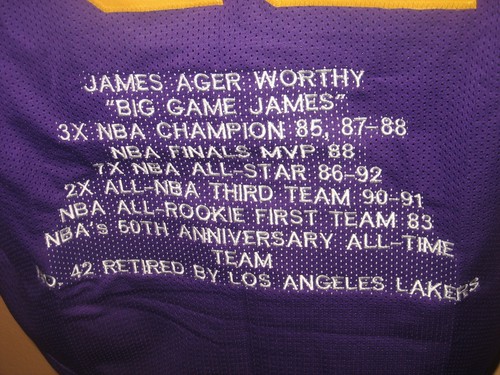 JAMES AGER WORTHY
"BIG GAME JAMES"
3X NBA CHAMPION 85, 87-88
NBA FINALS MVP 88
7X NBA ALL-STAR 86-92
2X ALL-NBA THIRD TEAM 90-91
NBA ALL-ROOKIE FIRST TEAM 83
NBA's 50TH ANNIVERSARY ALL-TIME
TEAM
NO. 42 RETIRED BY LOS ANGELES LAKERS